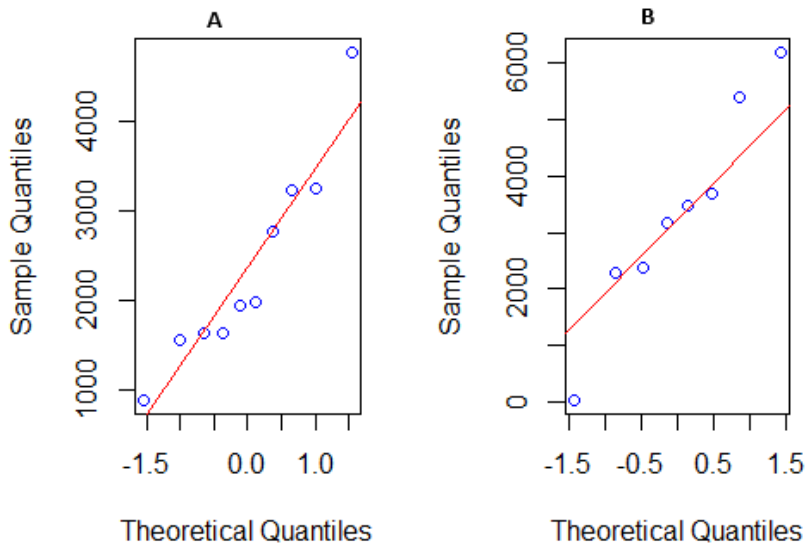 A
Sample Quantiles
1000 2000 3000 4000
-1.5 0.0 1.0
Theoretical Quantiles
B
Sample Quantiles
0 2000 4000 6000
-1.5 -0.5 0.5 1.5
Theoretical Quantiles